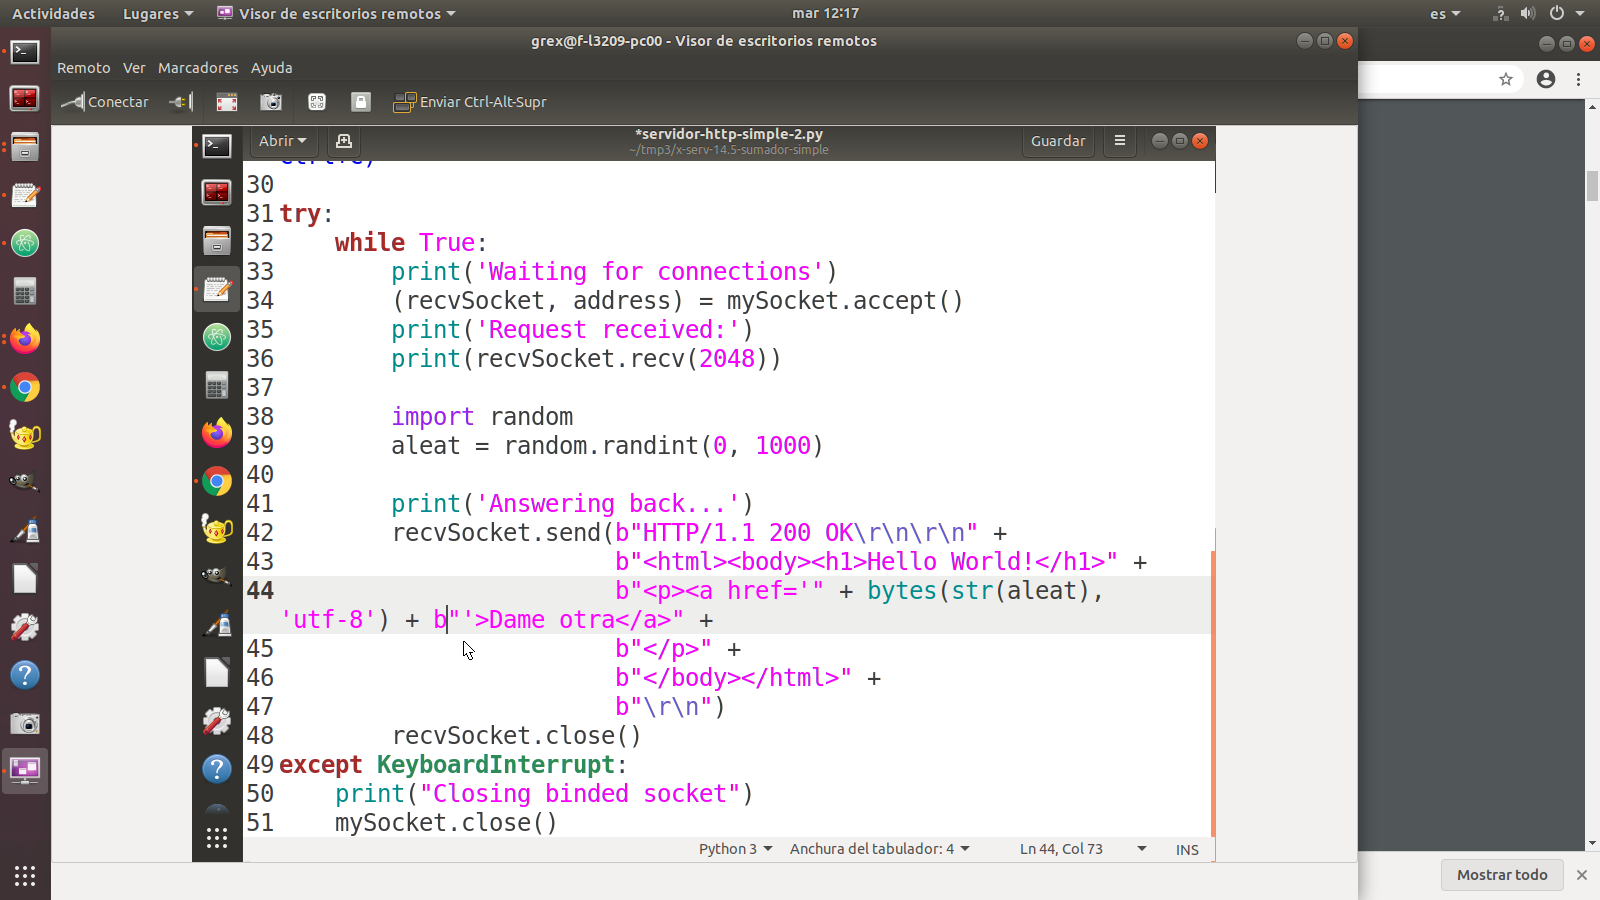 Actividades Lugares Visor de escritorios remotos mar 12:17 es
grex@f-l3209-pc00 - Visor de escritorios remotos
Remoto Ver Marcadores Ayuda
Conectar Enviar Ctrl-Alt-Supr
Abrir *servidor-http-simple-2.py Guardar
~/tmp3/x-serv-14.5-sumador-simple
30
31 try:
32     while True:
33         print('Waiting for connections')
34         (recvSocket, address) = mySocket.accept()
35         print('Request received:')
36         print(recvSocket.recv(2048))
37
38         import random
39         aleat = random.randint(0, 1000)
40
41         print('Answering back...')
42         recvSocket.send(b"HTTP/1.1 200 OK\r\n\r\n" +
43                         b"<html><body><h1>Hello World!</h1>" +
44                         b"<p><a href='" + bytes(str(aleat),
'utf-8') + b"'>Dame otra</a>" +
45                         b"</p>" +
46                         b"</body></html>" +
47                         b"\r\n")
48         recvSocket.close()
49 except KeyboardInterrupt:
50     print("Closing binded socket")
51     mySocket.close()
Python 3 Anchura del tabulador: 4 Ln 44, Col 73 INS
Mostrar todo